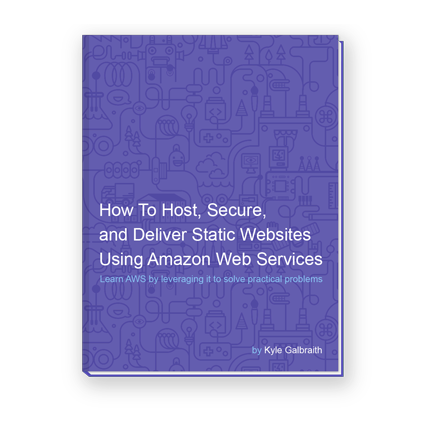 How To Host, Secure,
and Deliver Static Websites
Using Amazon Web Services
Learn AWS by leveraging it to solve practical problems
by Kyle Galbraith